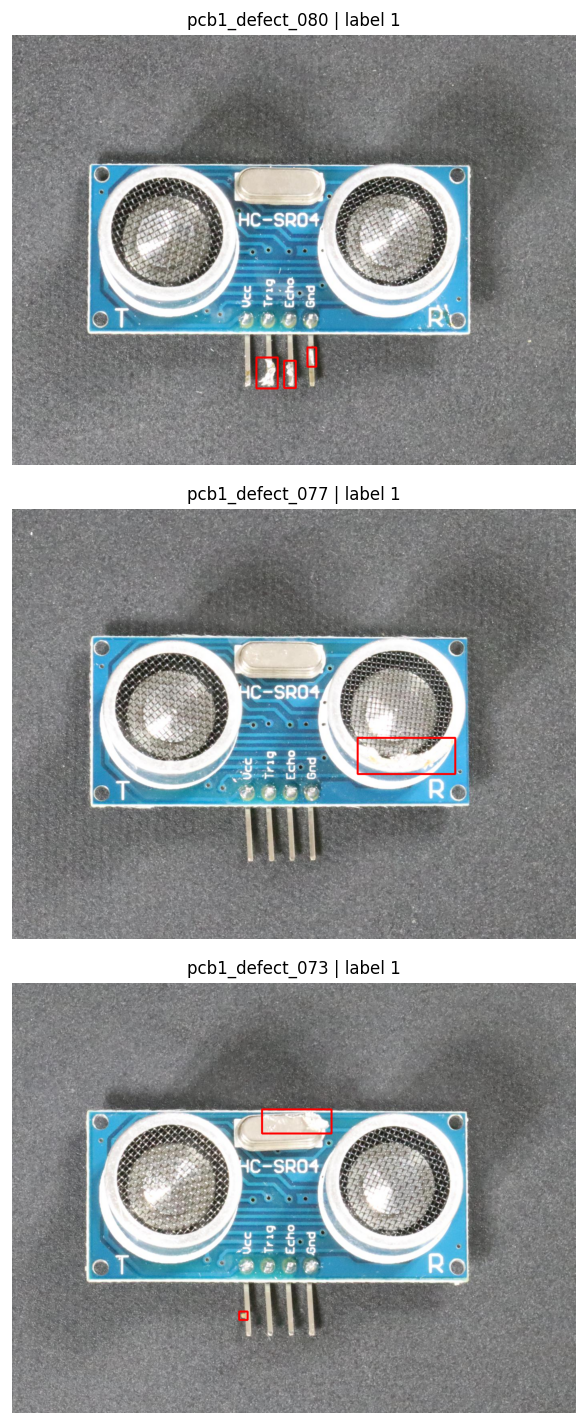 pcb1_defect_080 | label 1
HC-SR04
Vcc Trig Echo Gnd
T R
pcb1_defect_077 | label 1
HC-SR04
Vcc Trig Echo Gnd
T R
pcb1_defect_073 | label 1
HC-SR04
Vcc Trig Echo Gnd
T R